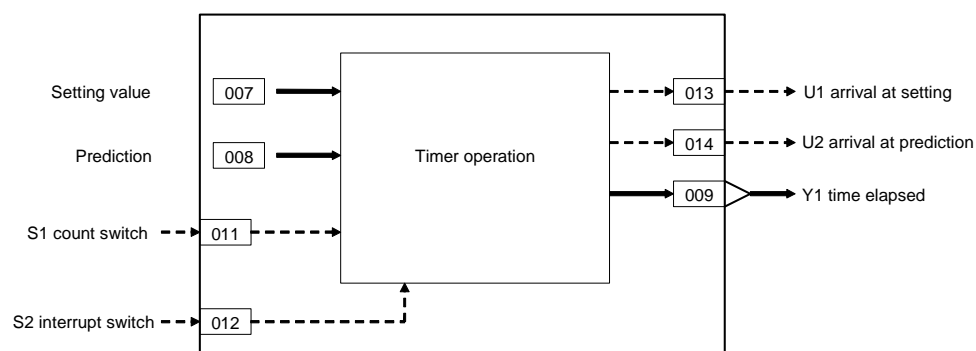 Setting value 007 013 U1 arrival at setting
Prediction 008 Timer operation 014 U2 arrival at prediction
009 Y1 time elapsed
S1 count switch 011
S2 interrupt switch 012